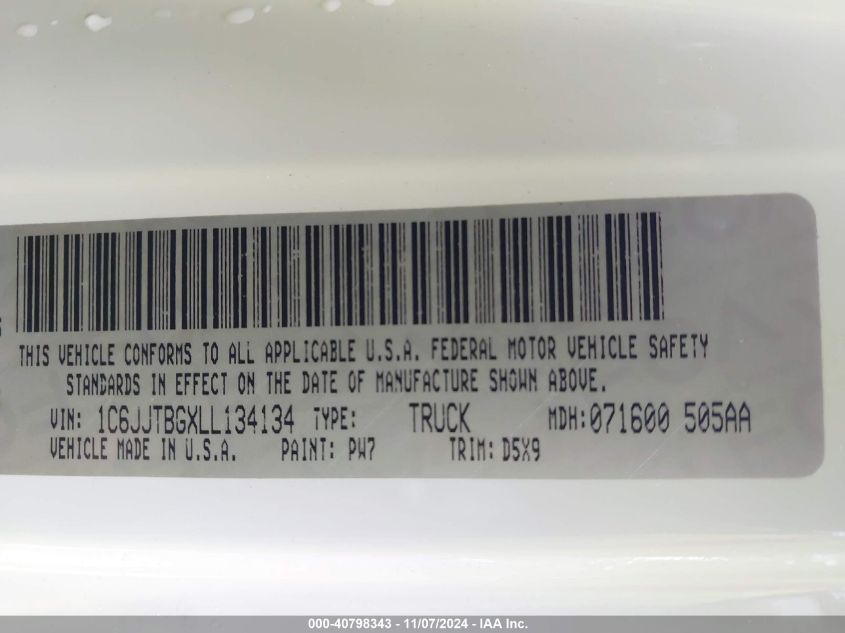 THIS VEHICLE CONFORMS TO ALL APPLICABLE U.S.A. FEDERAL MOTOR VEHICLE SAFETY
STANDARDS IN EFFECT ON THE DATE OF MANUFACTURE SHOWN ABOVE.
VIN: 1C6JJTBGXLL134134 TYPE: TRUCK MDH:071600 505AA
VEHICLE MADE IN U.S.A. PAINT: PW7 TRIM: D5X9
000-40798343 - 11/07/2024 - IAA Inc.